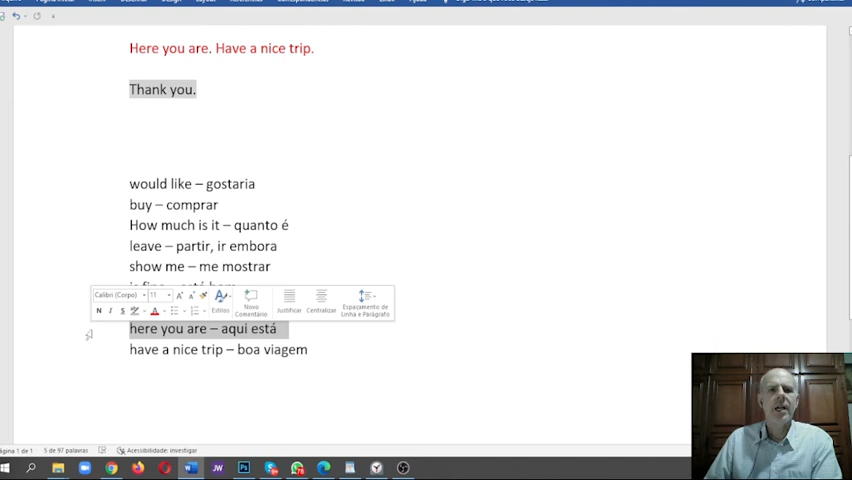 Here you are. Have a nice trip.
Thank you.
would like – gostaria
buy – comprar
How much is it – quanto é
leave – partir, ir embora
show me – me mostrar
Calibri (Corpo) 11
Novo Comentário
Justificar
Centralizar
Espaçamento de Linha e Parágrafo
N I S
Estilos
here you are – aqui está
have a nice trip – boa viagem
Página 1 de 1 5 de 97 palavras Acessibilidade: investigar
JW Ps